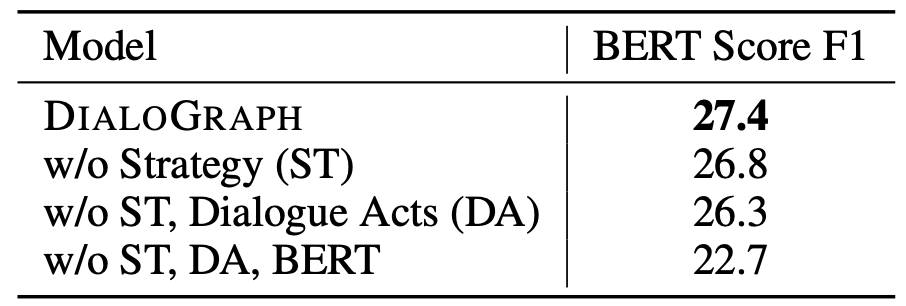 Model BERT Score F1
DIALOGRAPH 27.4
w/o Strategy (ST) 26.8
w/o ST, Dialogue Acts (DA) 26.3
w/o ST, DA, BERT 22.7